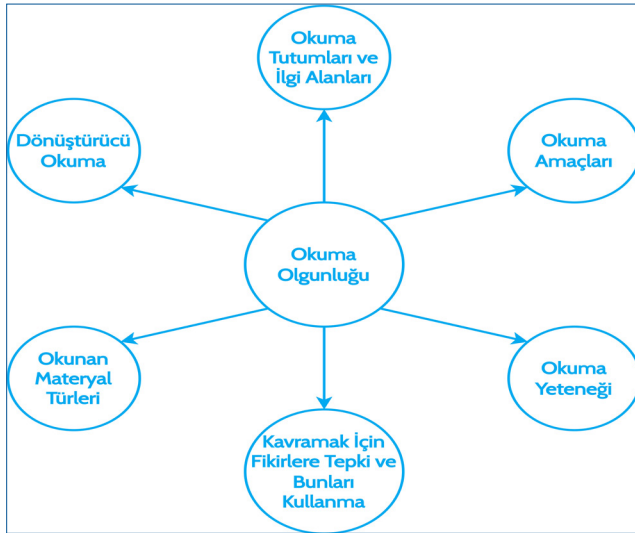 Okuma
Tutumları ve
İlgi Alanları
Dönüştürücü
Okuma
Okuma
Amaçları
Okuma
Olgunluğu
Okunan
Materyal
Türleri
Okuma
Yeteneği
Kavramak İçin
Fikirlere Tepki ve
Bunları
Kullanma